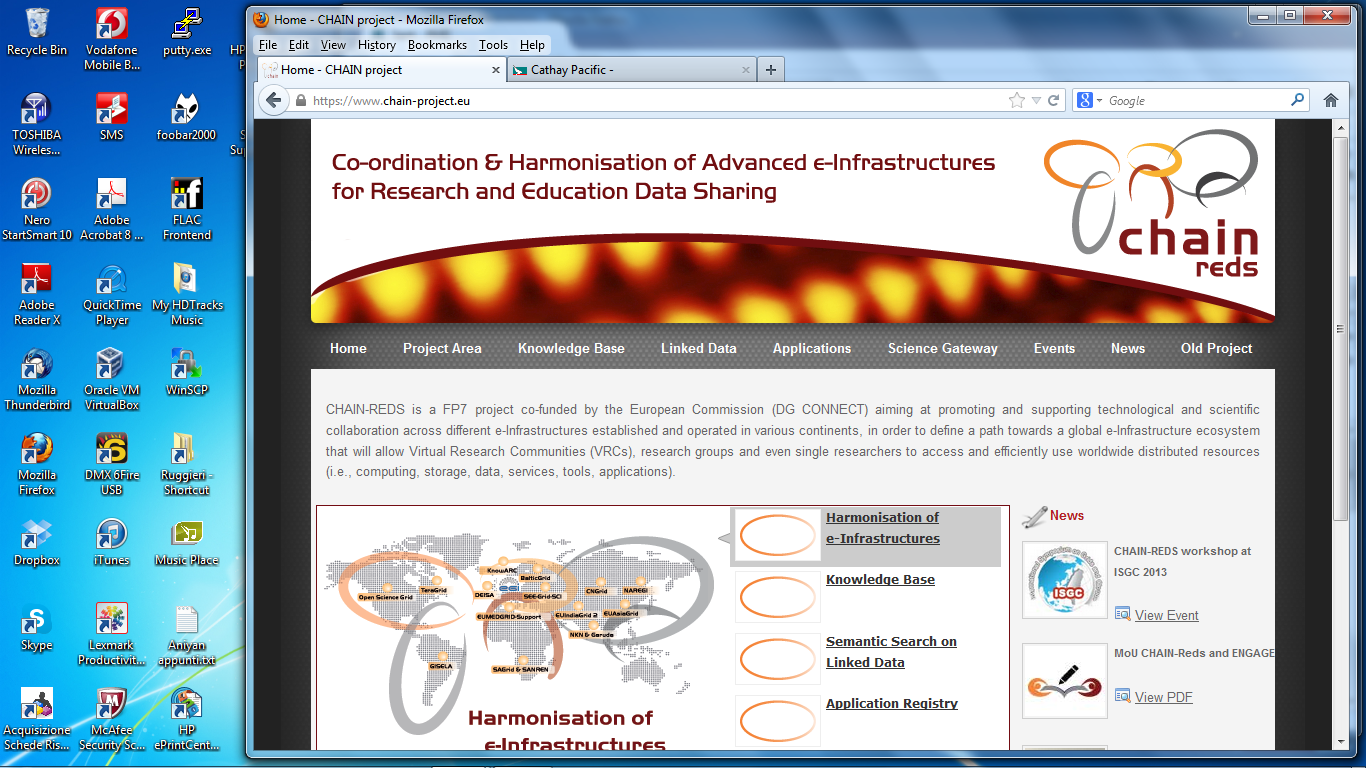 Recycle Bin
Vodafone
Mobile B...
putty.exe
HP
P
TOSHIBA
Wireles...
SMS
foobar2000
S
Sup
Nero
StartSmart 10
Adobe
Acrobat 8 ...
FLAC
Frontend
Adobe
Reader X
QuickTime
Player
My HDTracks
Music
Mozilla
Thunderbird
Oracle VM
VirtualBox
WinSCP
Mozilla
Firefox
DMX 6Fire
USB
Ruggieri -
Shortcut
Dropbox
iTunes
Music Place
Skype
Lexmark
Productivit...
Aniyan
appunti.txt
Acquisizione
Schede Ris...
McAfee
Security Sc...
HP
ePrintCent...
Home - CHAIN project - Mozilla Firefox
File Edit View History Bookmarks Tools Help
Home - CHAIN project
Cathay Pacific -
https://www.chain-project.eu
Google
Co-ordination & Harmonisation of Advanced e-Infrastructures
for Research and Education Data Sharing
chain
reds
Home Project Area Knowledge Base Linked Data Applications Science Gateway Events News Old Project
CHAIN-REDS is a FP7 project co-funded by the European Commission (DG CONNECT) aiming at promoting and supporting technological and scientific
collaboration across different e-Infrastructures established and operated in various continents, in order to define a path towards a global e-Infrastructure ecosystem
that will allow Virtual Research Communities (VRCs), research groups and even single researchers to access and efficiently use worldwide distributed resources
(i.e., computing, storage, data, services, tools, applications).
KnowARC
BalticGrid
Open Science Grid
TeraGrid
DEISA
egi
SEE-Grid-SCI
CNGrid
NAREGI
EUMEDGRID-Support
EUIndiaGrid 2
EUAsiaGrid
NKN & Garuda
GISELA
SAGrid & SANREN
Harmonisation of
e-Infrastructures
Harmonisation of
e-Infrastructures
Knowledge Base
Semantic Search on
Linked Data
Application Registry
News
ISGC
CHAIN-REDS workshop at
ISGC 2013
View Event
MoU CHAIN-Reds and ENGAGE
View PDF